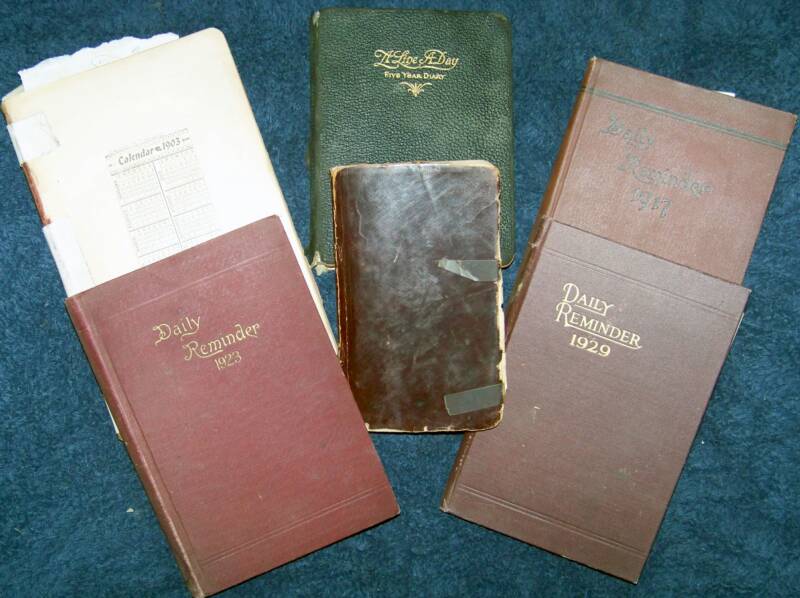 A Line A Day
FIVE YEAR DIARY
Calendar 1903
Daily
Reminder
1917
Daily
Reminder
1923
DAILY
REMINDER
1929